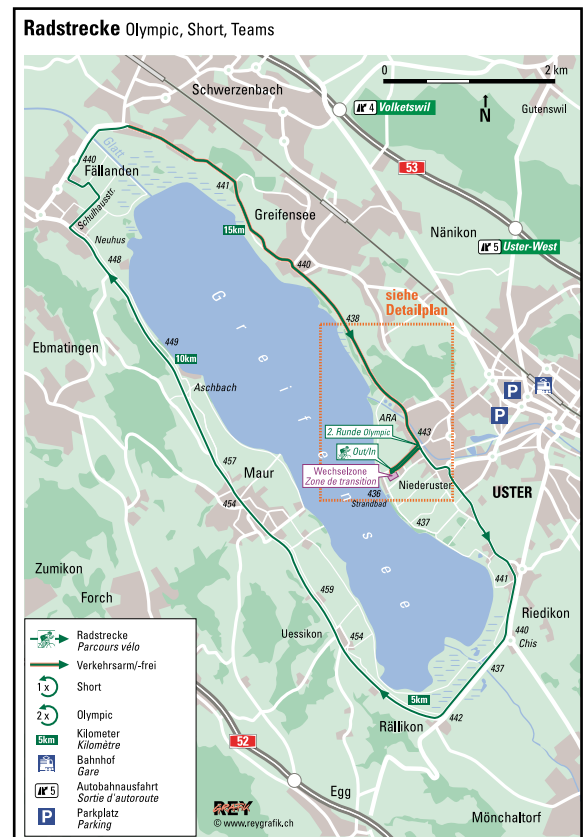 Radstrecke Olympic, Short, Teams
0 2 km
N
Schwerzenbach
4 Volketswil
Gutenswil
53
Glatt
440
Fällanden
Schulhausstr.
441
Greifensee
15km
Nänikon
5 Uster-West
Neuhus
448
440
siehe
Detailplan
438
Greifensee
449
10km
Ebmatingen
Aschbach
P
P
ARA
443
2. Runde Olympic
Out/In
Wechselzone
Zone de transition
457
Maur
454
436
Strandbad
Niederuster
USTER
437
441
Zumikon
Forch
459
Riedikon
440
Chis
Uessikon
454
437
5km
442
Rällikon
Radstrecke
Parcours vélo
Verkehrsarm/-frei
1 x Short
2 x Olympic
5km Kilometer
Kilomètre
Bahnhof
Gare
5 Autobahnausfahrt
Sortie d'autoroute
P Parkplatz
Parking
52
Egg
Mönchaltorf
REY GRAFIK
© www.reygrafik.ch